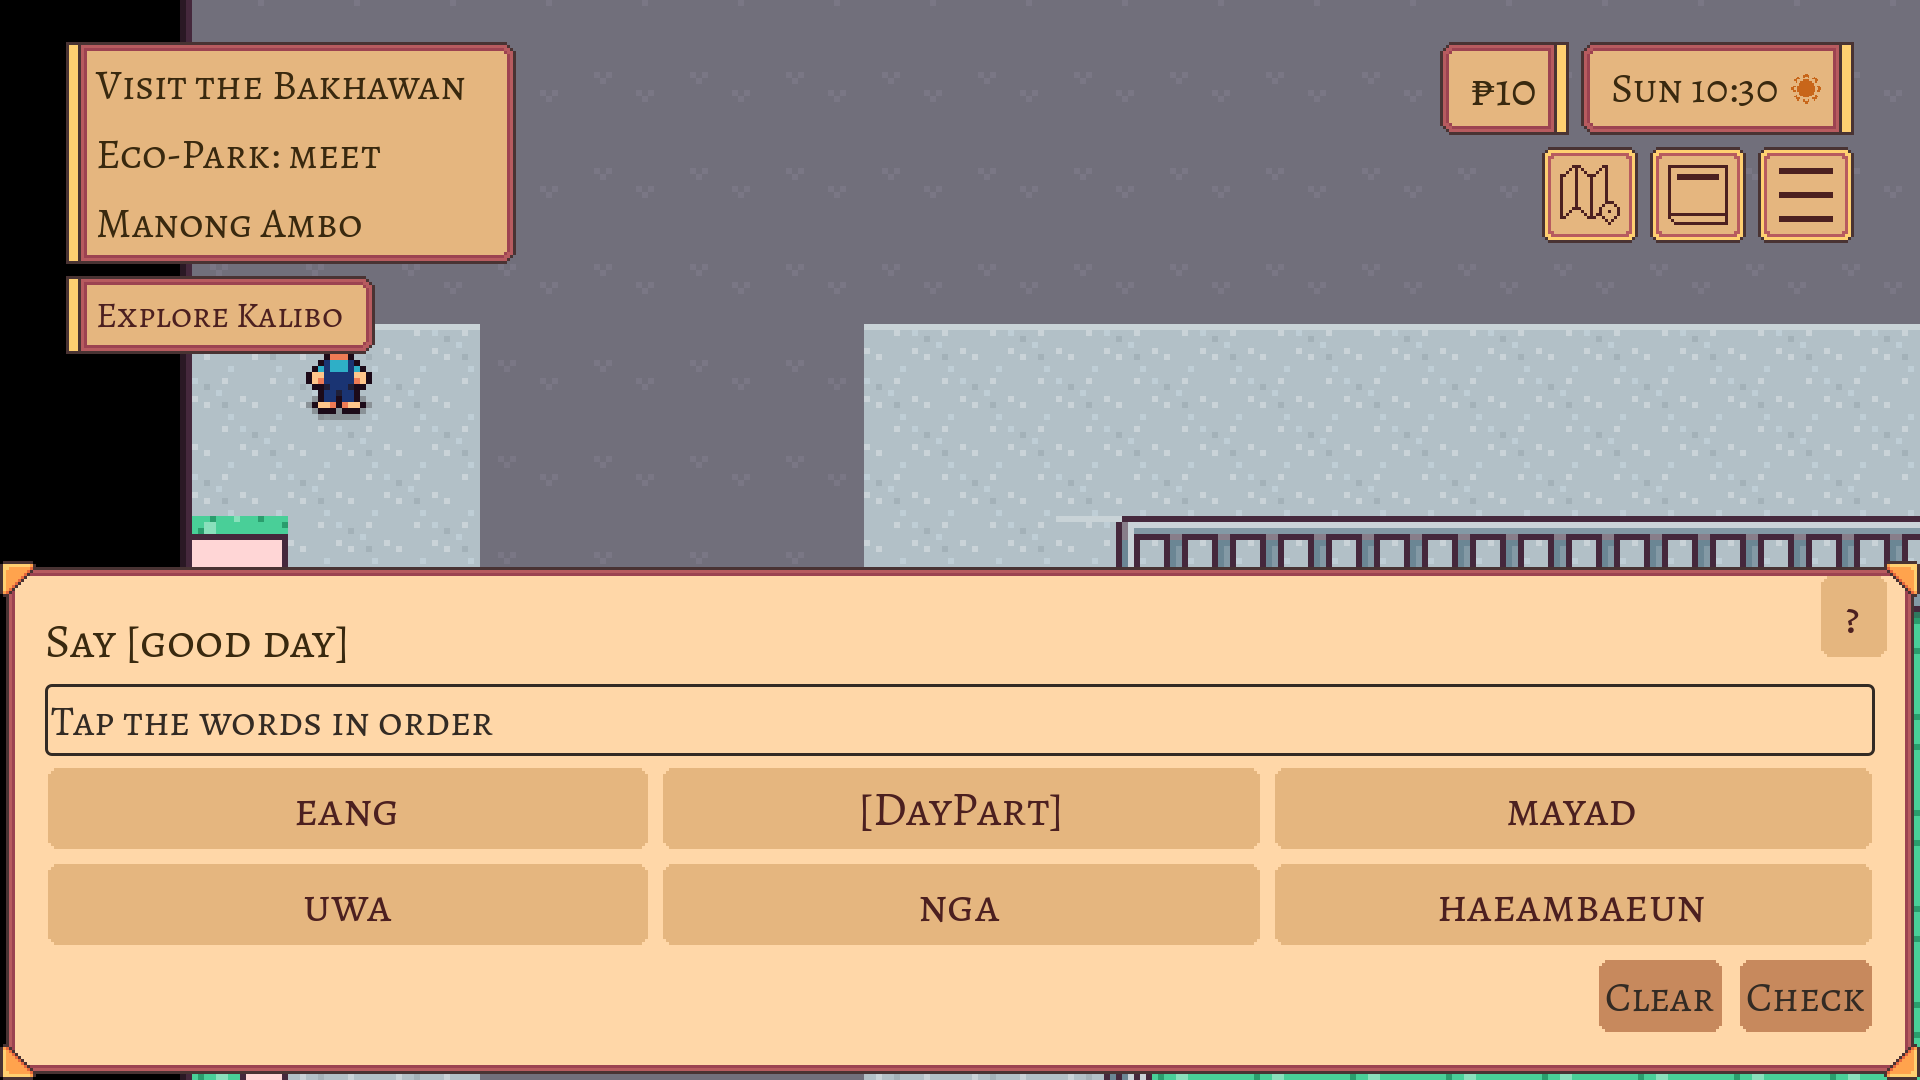 Visit the Bakhawan
Eco-Park: meet
Manong Ambo
Explore Kalibo
₱10
Sun 10:30
Say [good day]
?
Tap the words in order
eang
[DayPart]
mayad
uwa
nga
haeambaeun
Clear
Check